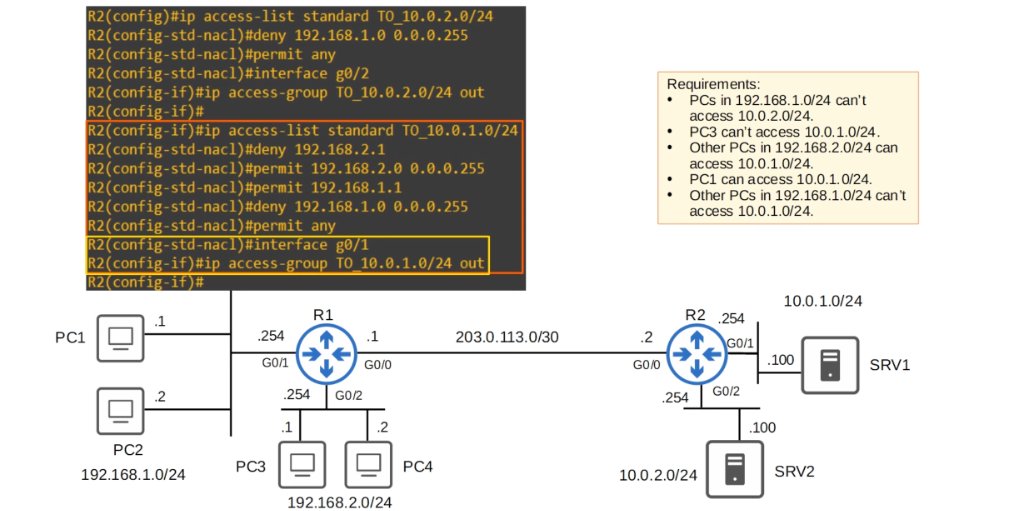 R2(config)#ip access-list standard TO_10.0.2.0/24
R2(config-std-nacl)#deny 192.168.1.0 0.0.0.255
R2(config-std-nacl)#permit any
R2(config-std-nacl)#interface g0/2
R2(config-if)#ip access-group TO_10.0.2.0/24 out
R2(config-if)#
R2(config-if)#ip access-list standard TO_10.0.1.0/24
R2(config-std-nacl)#deny 192.168.2.1
R2(config-std-nacl)#permit 192.168.2.0 0.0.0.255
R2(config-std-nacl)#permit 192.168.1.1
R2(config-std-nacl)#deny 192.168.1.0 0.0.0.255
R2(config-std-nacl)#permit any
R2(config-std-nacl)#interface g0/1
R2(config-if)#ip access-group TO_10.0.1.0/24 out
R2(config-if)#
Requirements:
• PCs in 192.168.1.0/24 can't
access 10.0.2.0/24.
• PC3 can't access 10.0.1.0/24.
• Other PCs in 192.168.2.0/24 can
access 10.0.1.0/24.
• PC1 can access 10.0.1.0/24.
• Other PCs in 192.168.1.0/24 can't
access 10.0.1.0/24.
PC1
.1
.254
G0/1
R1
.1
G0/0
203.0.113.0/30
.2
G0/0
R2
.254
G0/1
10.0.1.0/24
.100
SRV1
.2
PC2
192.168.1.0/24
.254
G0/2
.1
.2
PC3
PC4
192.168.2.0/24
.254
G0/2
.100
10.0.2.0/24
SRV2